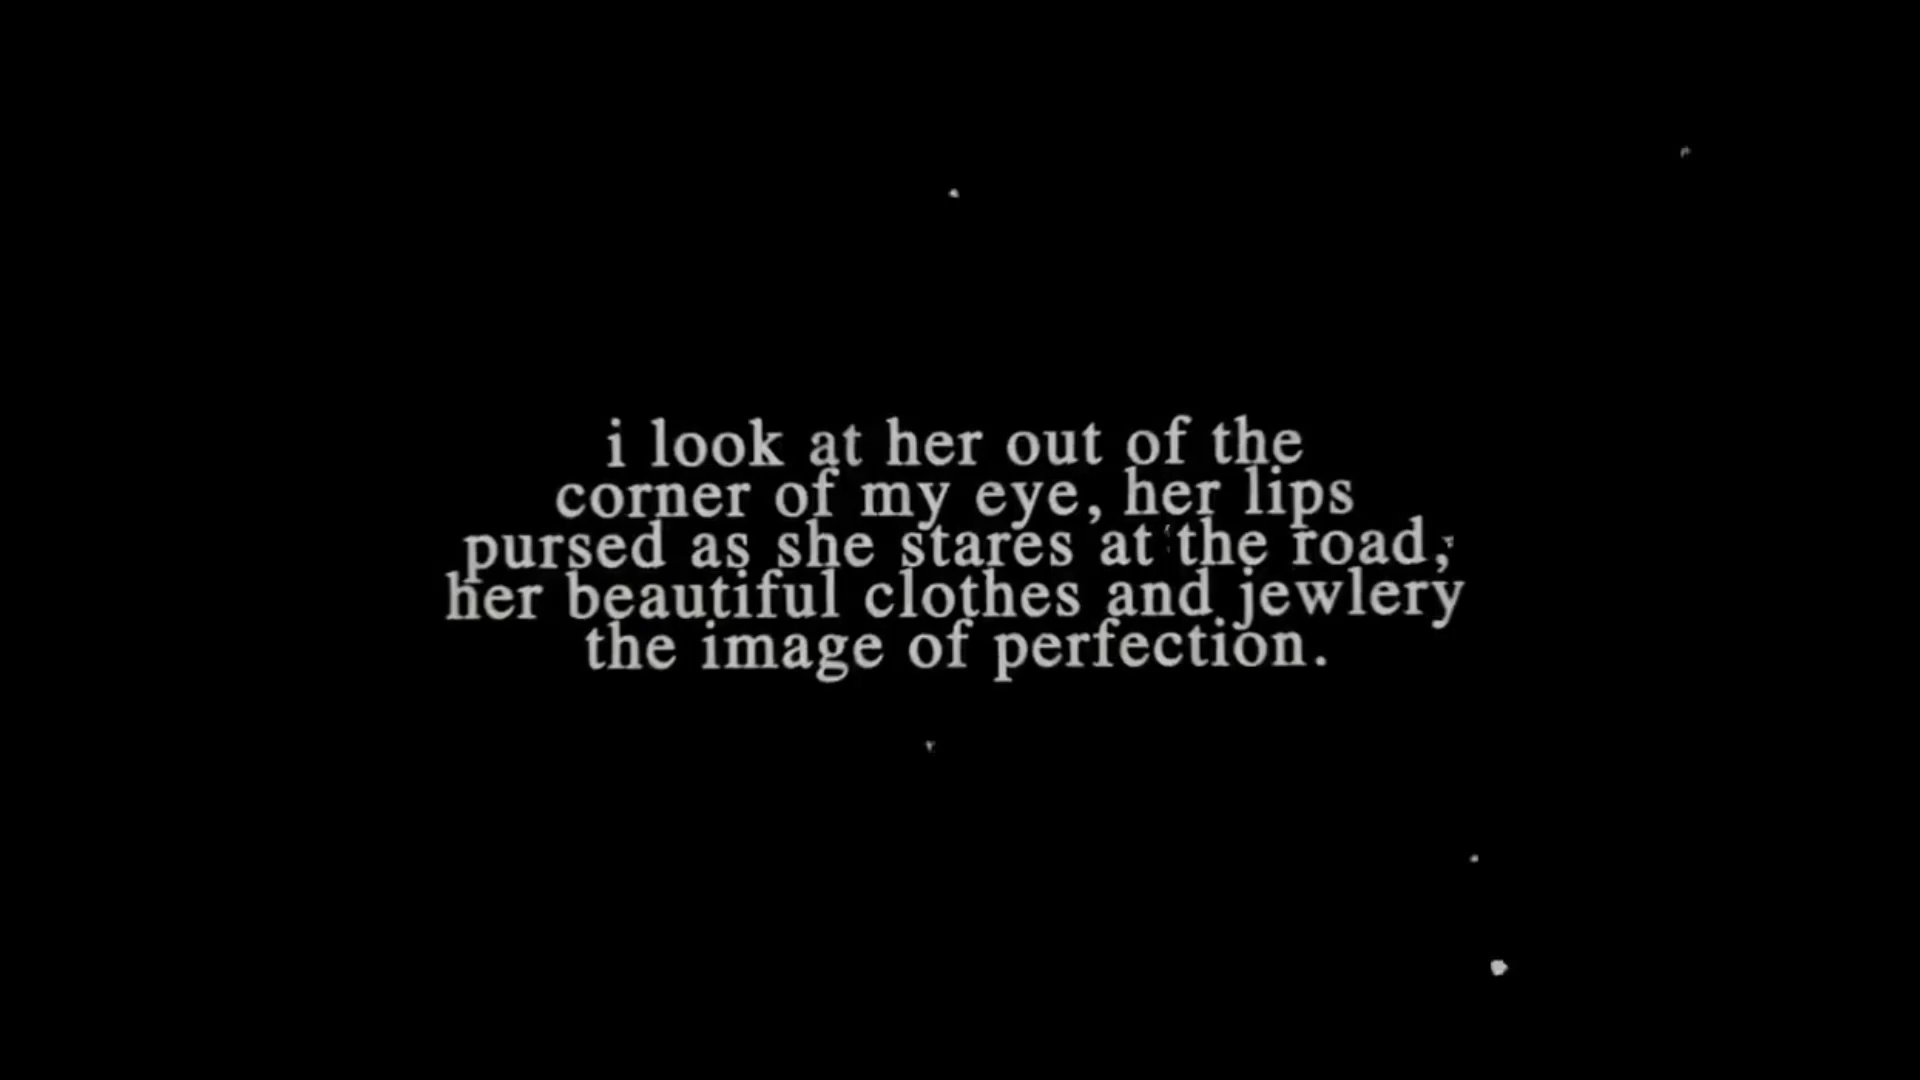 i look at her out of the
corner of my eye, her lips
pursed as she stares at the road,
her beautiful clothes and jewlery
the image of perfection.